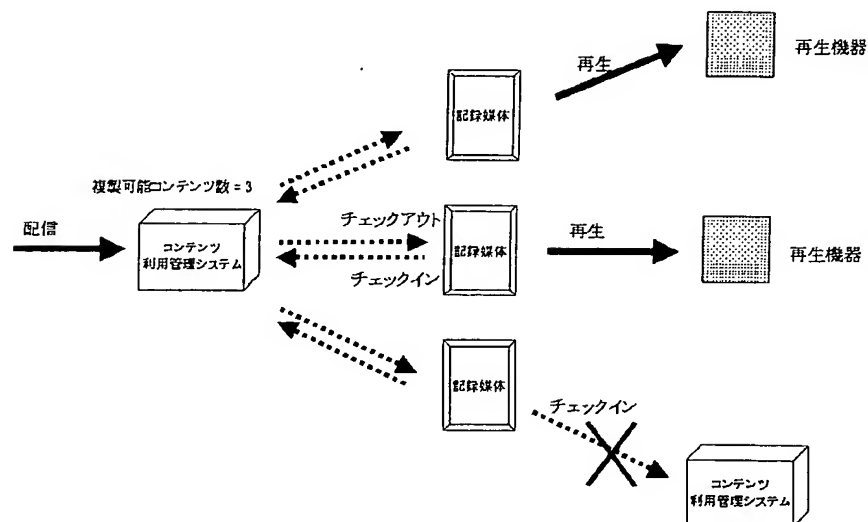 再生
再生機器
記録媒体
複製可能コンテンツ数 = 3
配信
コンテンツ
利用管理システム
チェックアウト
チェックイン
記録媒体
再生
再生機器
記録媒体
チェックイン
コンテンツ
利用管理システム